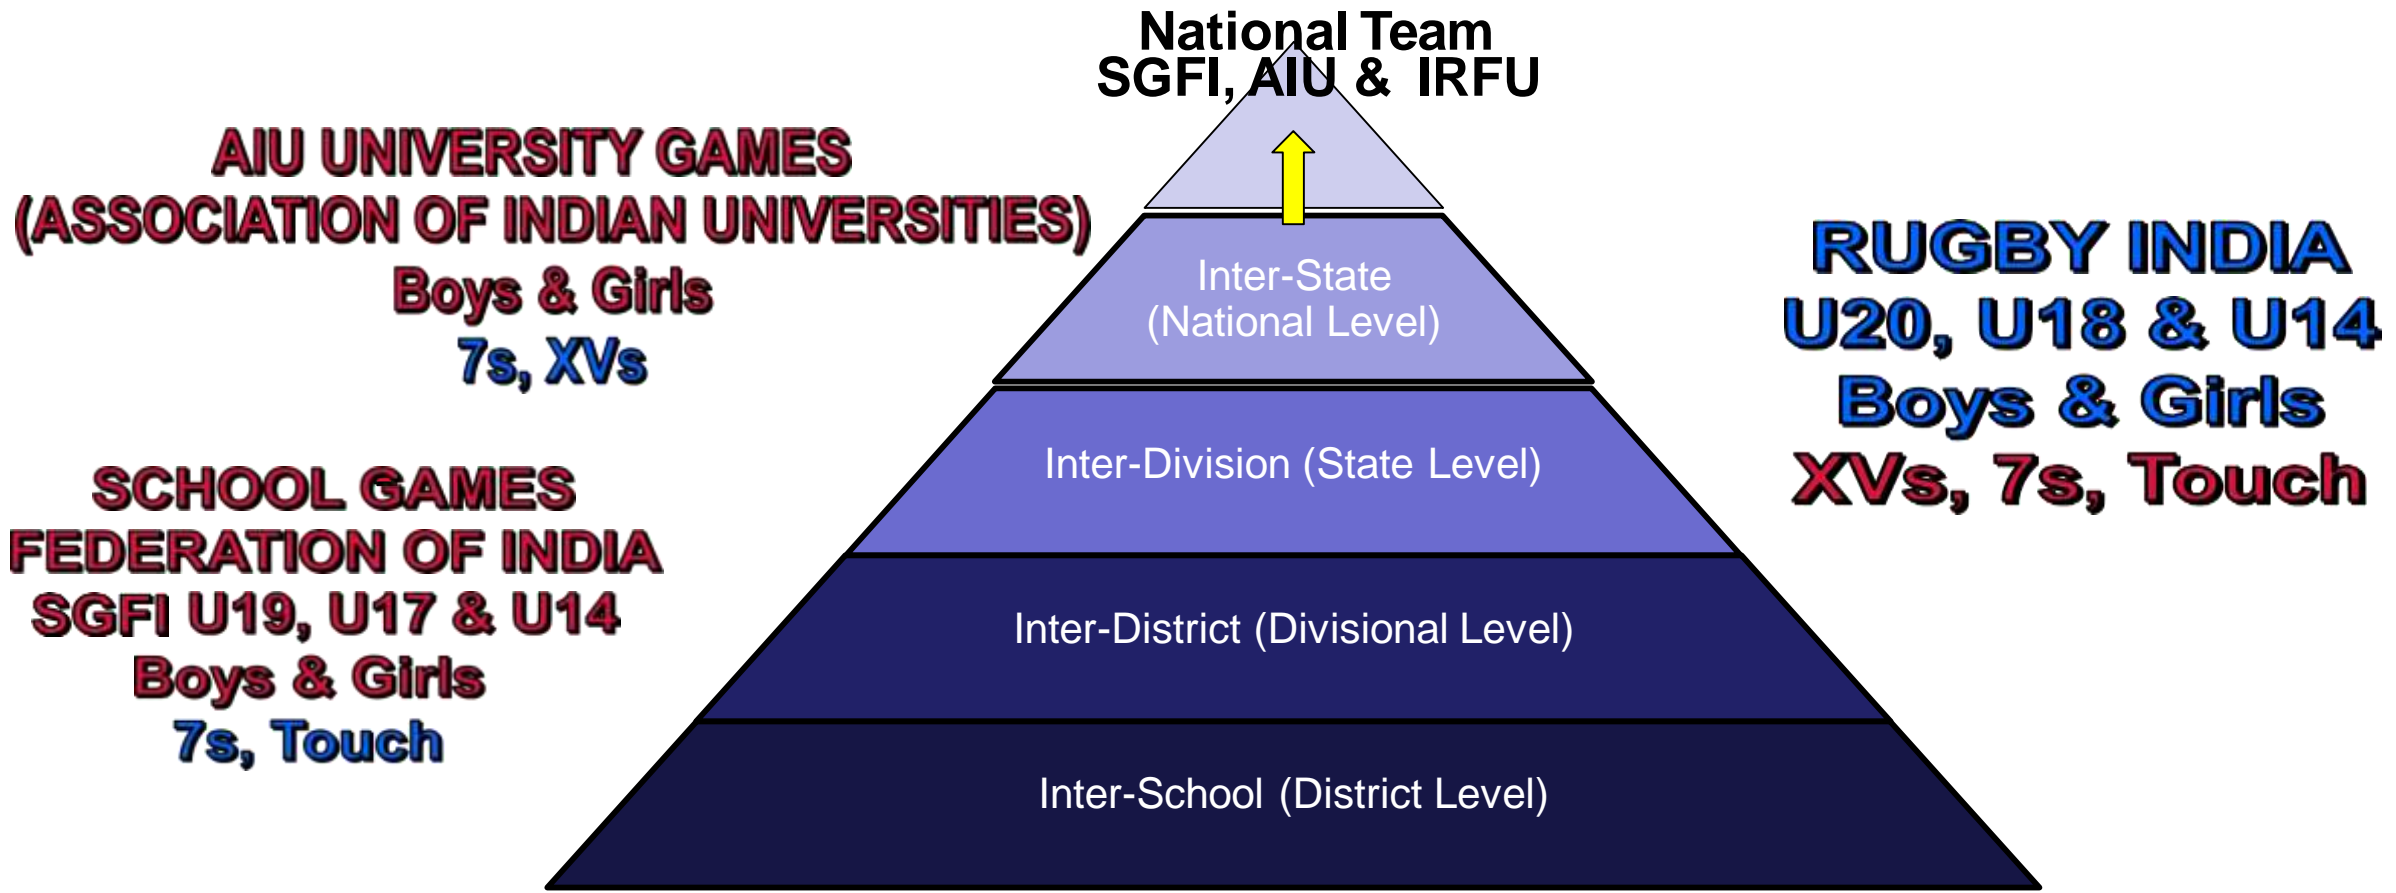 National Team
SGFI, AIU & IRFU
AIU UNIVERSITY GAMES
(ASSOCIATION OF INDIAN UNIVERSITIES)
Boys & Girls
7s, XVs
SCHOOL GAMES
FEDERATION OF INDIA
SGFI U19, U17 & U14
Boys & Girls
7s, Touch
Inter-State
(National Level)
Inter-Division (State Level)
Inter-District (Divisional Level)
Inter-School (District Level)
RUGBY INDIA
U20, U18 & U14
Boys & Girls
XVs, 7s, Touch